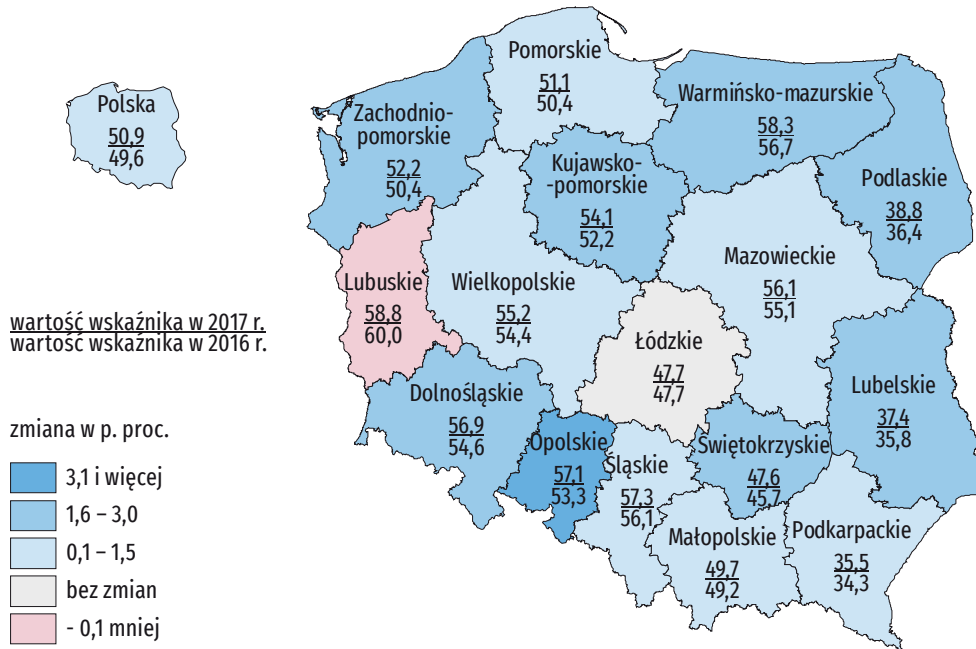 Polska
50,9
49,6
Pomorskie
51,1
50,4
Zachodnio-
pomorskie
52,2
50,4
Warmińsko-mazurskie
58,3
56,7
Kujawsko-
-pomorskie
54,1
52,2
Podlaskie
38,8
36,4
Lubuskie
58,8
60,0
Wielkopolskie
55,2
54,4
Mazowieckie
56,1
55,1
Łódzkie
47,7
47,7
Lubelskie
37,4
35,8
Dolnośląskie
56,9
54,6
Opolskie
57,1
53,3
Śląskie
57,3
56,1
Świętokrzyskie
47,6
45,7
Małopolskie
49,7
49,2
Podkarpackie
35,5
34,3
wartość wskaźnika w 2017 r.
wartość wskaźnika w 2016 r.
zmiana w p. proc.
3,1 i więcej
1,6 – 3,0
0,1 – 1,5
bez zmian
- 0,1 mniej